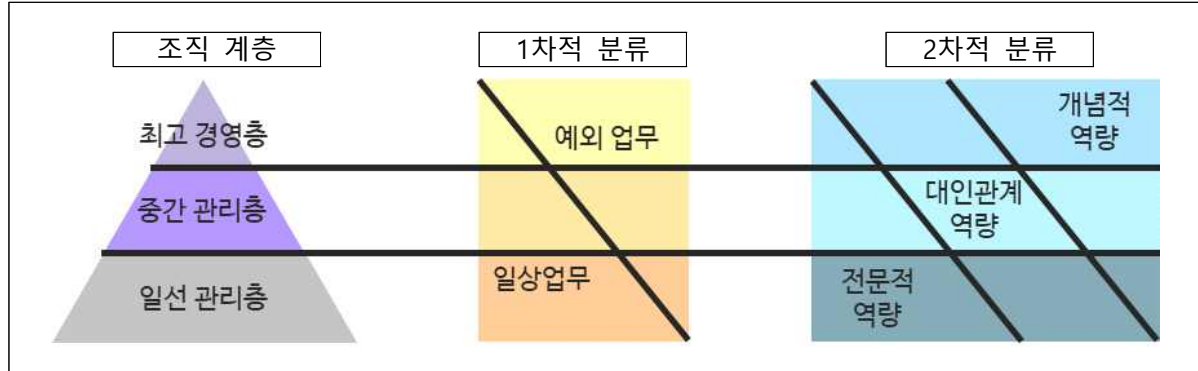 조직 계층
1차적 분류
2차적 분류
최고 경영층
예외 업무
개념적
역량
중간 관리층
대인관계
역량
일선 관리층
일상업무
전문적
역량